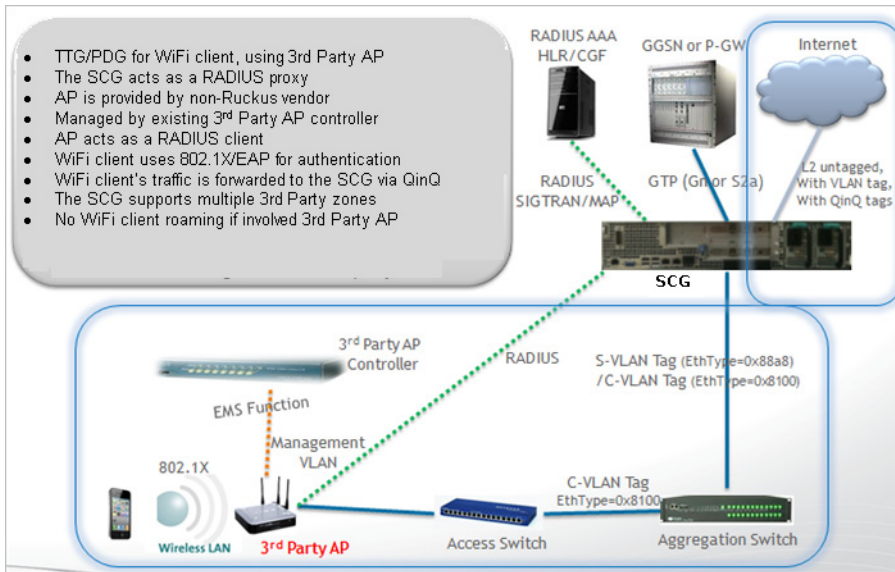 TTG/PDG for WiFi client, using 3rd Party AP
The SCG acts as a RADIUS proxy
AP is provided by non-Ruckus vendor
Managed by existing 3rd Party AP controller
AP acts as a RADIUS client
WiFi client uses 802.1X/EAP for authentication
WiFi client's traffic is forwarded to the SCG via QinQ
The SCG supports multiple 3rd Party zones
No WiFi client roaming if involved 3rd Party AP
RADIUS AAA
HLR/CGF
GGSN or P-GW
Internet
RADIUS
SIGTRAN/MAP
GTP (Gn or S2a)
L2 untagged,
With VLAN tag,
With QinQ tags
SCG
3rd Party AP
Controller
RADIUS
S-VLAN Tag (EthType=0x88a8)
/C-VLAN Tag (EthType=0x8100)
EMS Function
Management
VLAN
802.1X
C-VLAN Tag
EthType=0x8100
Wireless LAN
3rd Party AP
Access Switch
Aggregation Switch